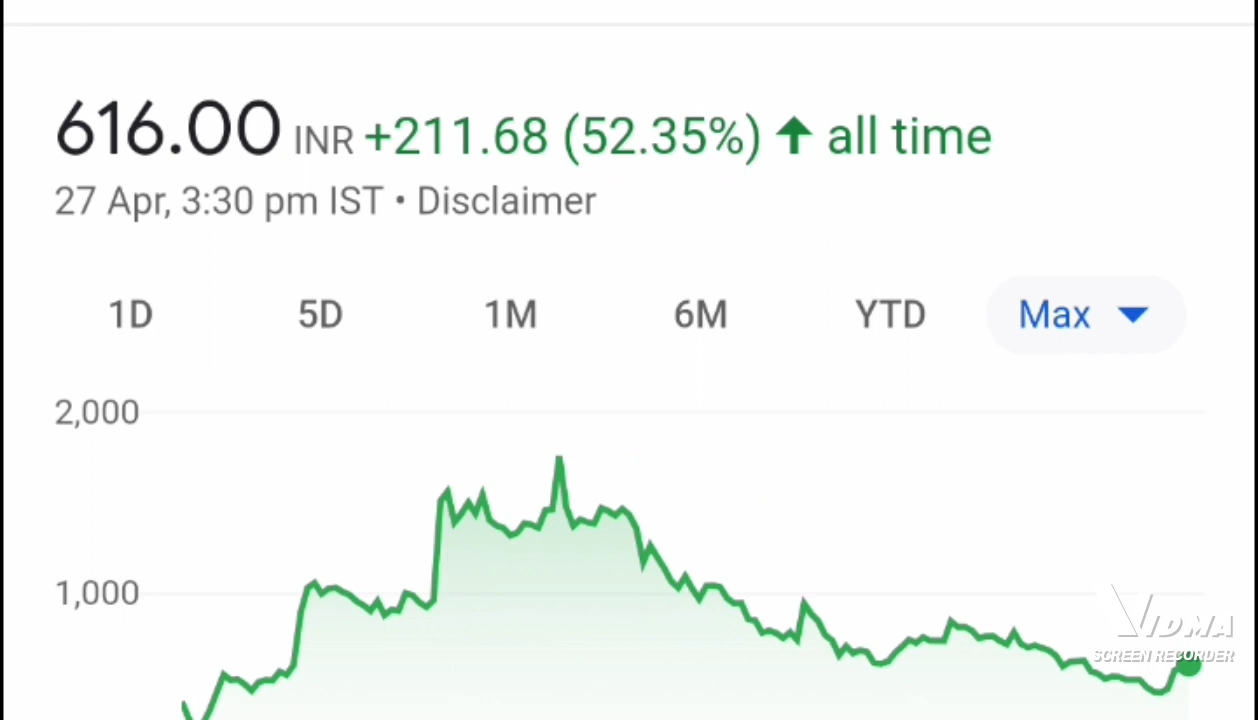 616.00 INR +211.68 (52.35%) ↑ all time
27 Apr, 3:30 pm IST • Disclaimer
1D 5D 1M 6M YTD Max
2,000
1,000
VIDMA
SCREEN RECORDER